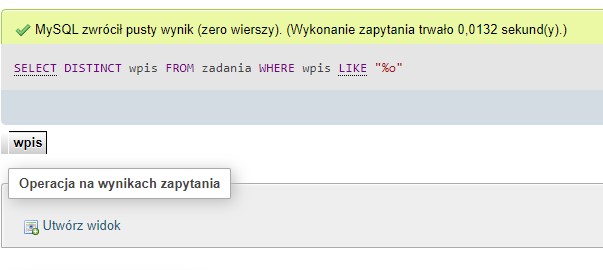 MySQL zwrócił pusty wynik (zero wierszy). (Wykonanie zapytania trwało 0,0132 sekund(y).)
SELECT DISTINCT wpis FROM zadania WHERE wpis LIKE "%o"
wpis
Operacja na wynikach zapytania
Utwórz widok